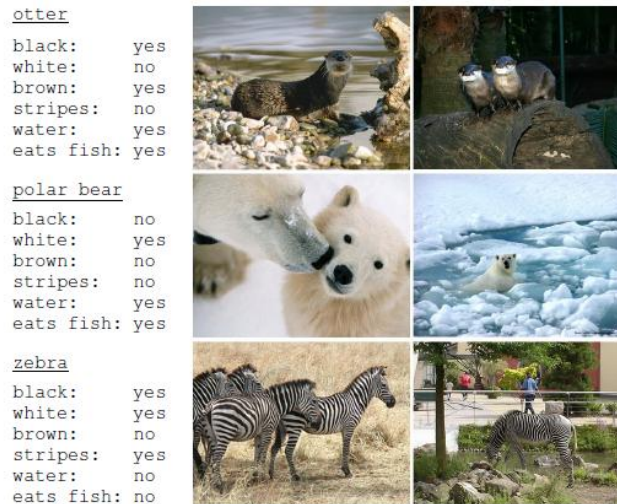 otter
black: yes
white: no
brown: yes
stripes: no
water: yes
eats fish: yes
polar bear
black: no
white: yes
brown: no
stripes: no
water: yes
eats fish: yes
zebra
black: yes
white: yes
brown: no
stripes: yes
water: no
eats fish: no